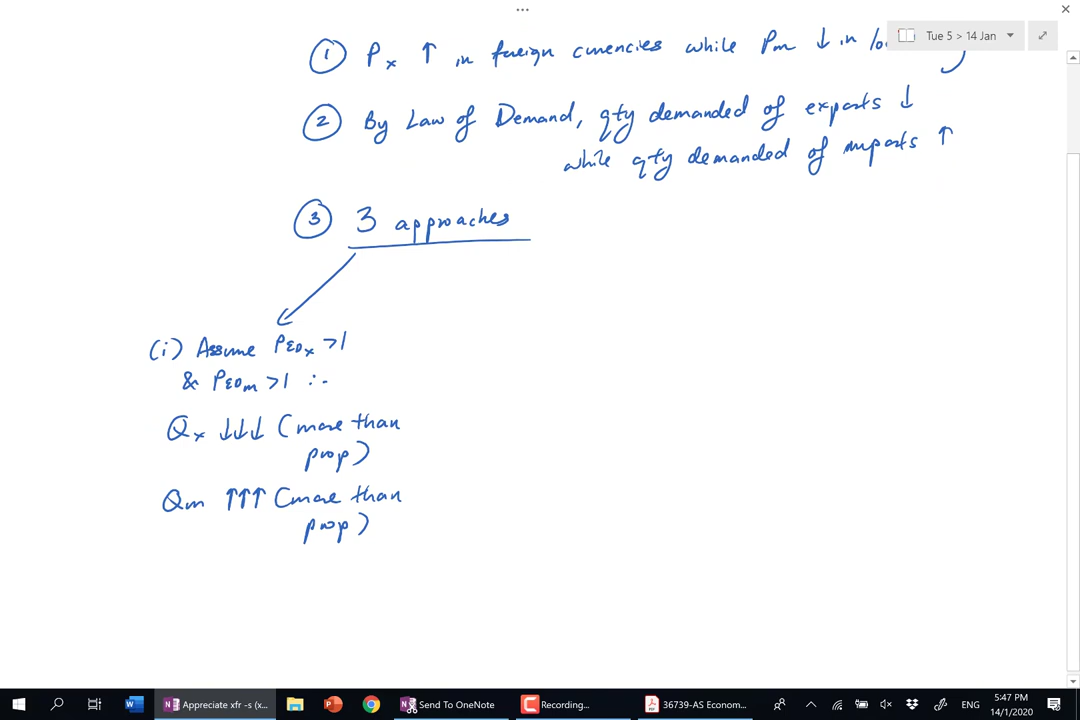 Tue 5 > 14 Jan
① Px ↑ in foreign currencies while Pm ↓ in
② By Law of Demand, qty demanded of exports ↓
while qty demanded of imports ↑
③ 3 approaches
(i) Assume PEDx >1
& PEDm >1 ∴
Qx ↓↓↓ (more than
prop)
Qm ↑↑↑ (more than
prop)
Appreciate xfr -s (x...
Send To OneNote
Recording...
36739-AS Econom...
ENG
5:47 PM
14/1/2020